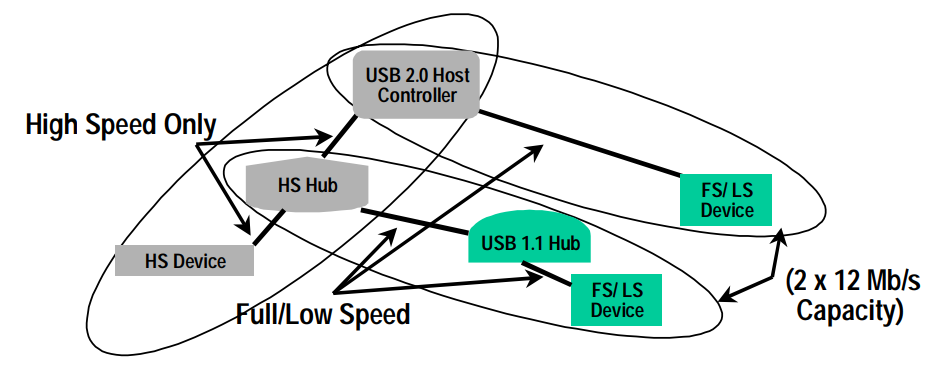 USB 2.0 Host
Controller
High Speed Only
HS Hub
FS/ LS
Device
USB 1.1 Hub
HS Device
FS/ LS
Device
(2 x 12 Mb/s
Capacity)
Full/Low Speed